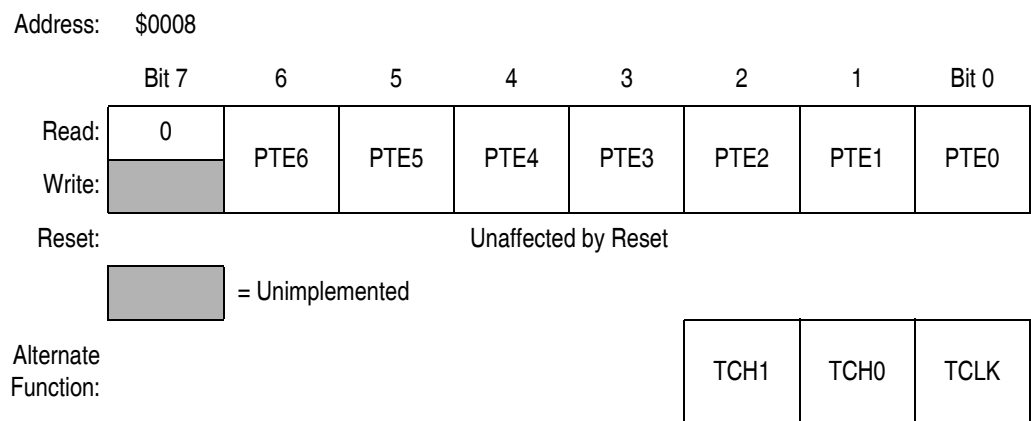 Address: $0008
Bit 7 6 5 4 3 2 1 Bit 0
Read: 0 PTE6 PTE5 PTE4 PTE3 PTE2 PTE1 PTE0
Write:
Reset: Unaffected by Reset
= Unimplemented
Alternate
Function: TCH1 TCH0 TCLK